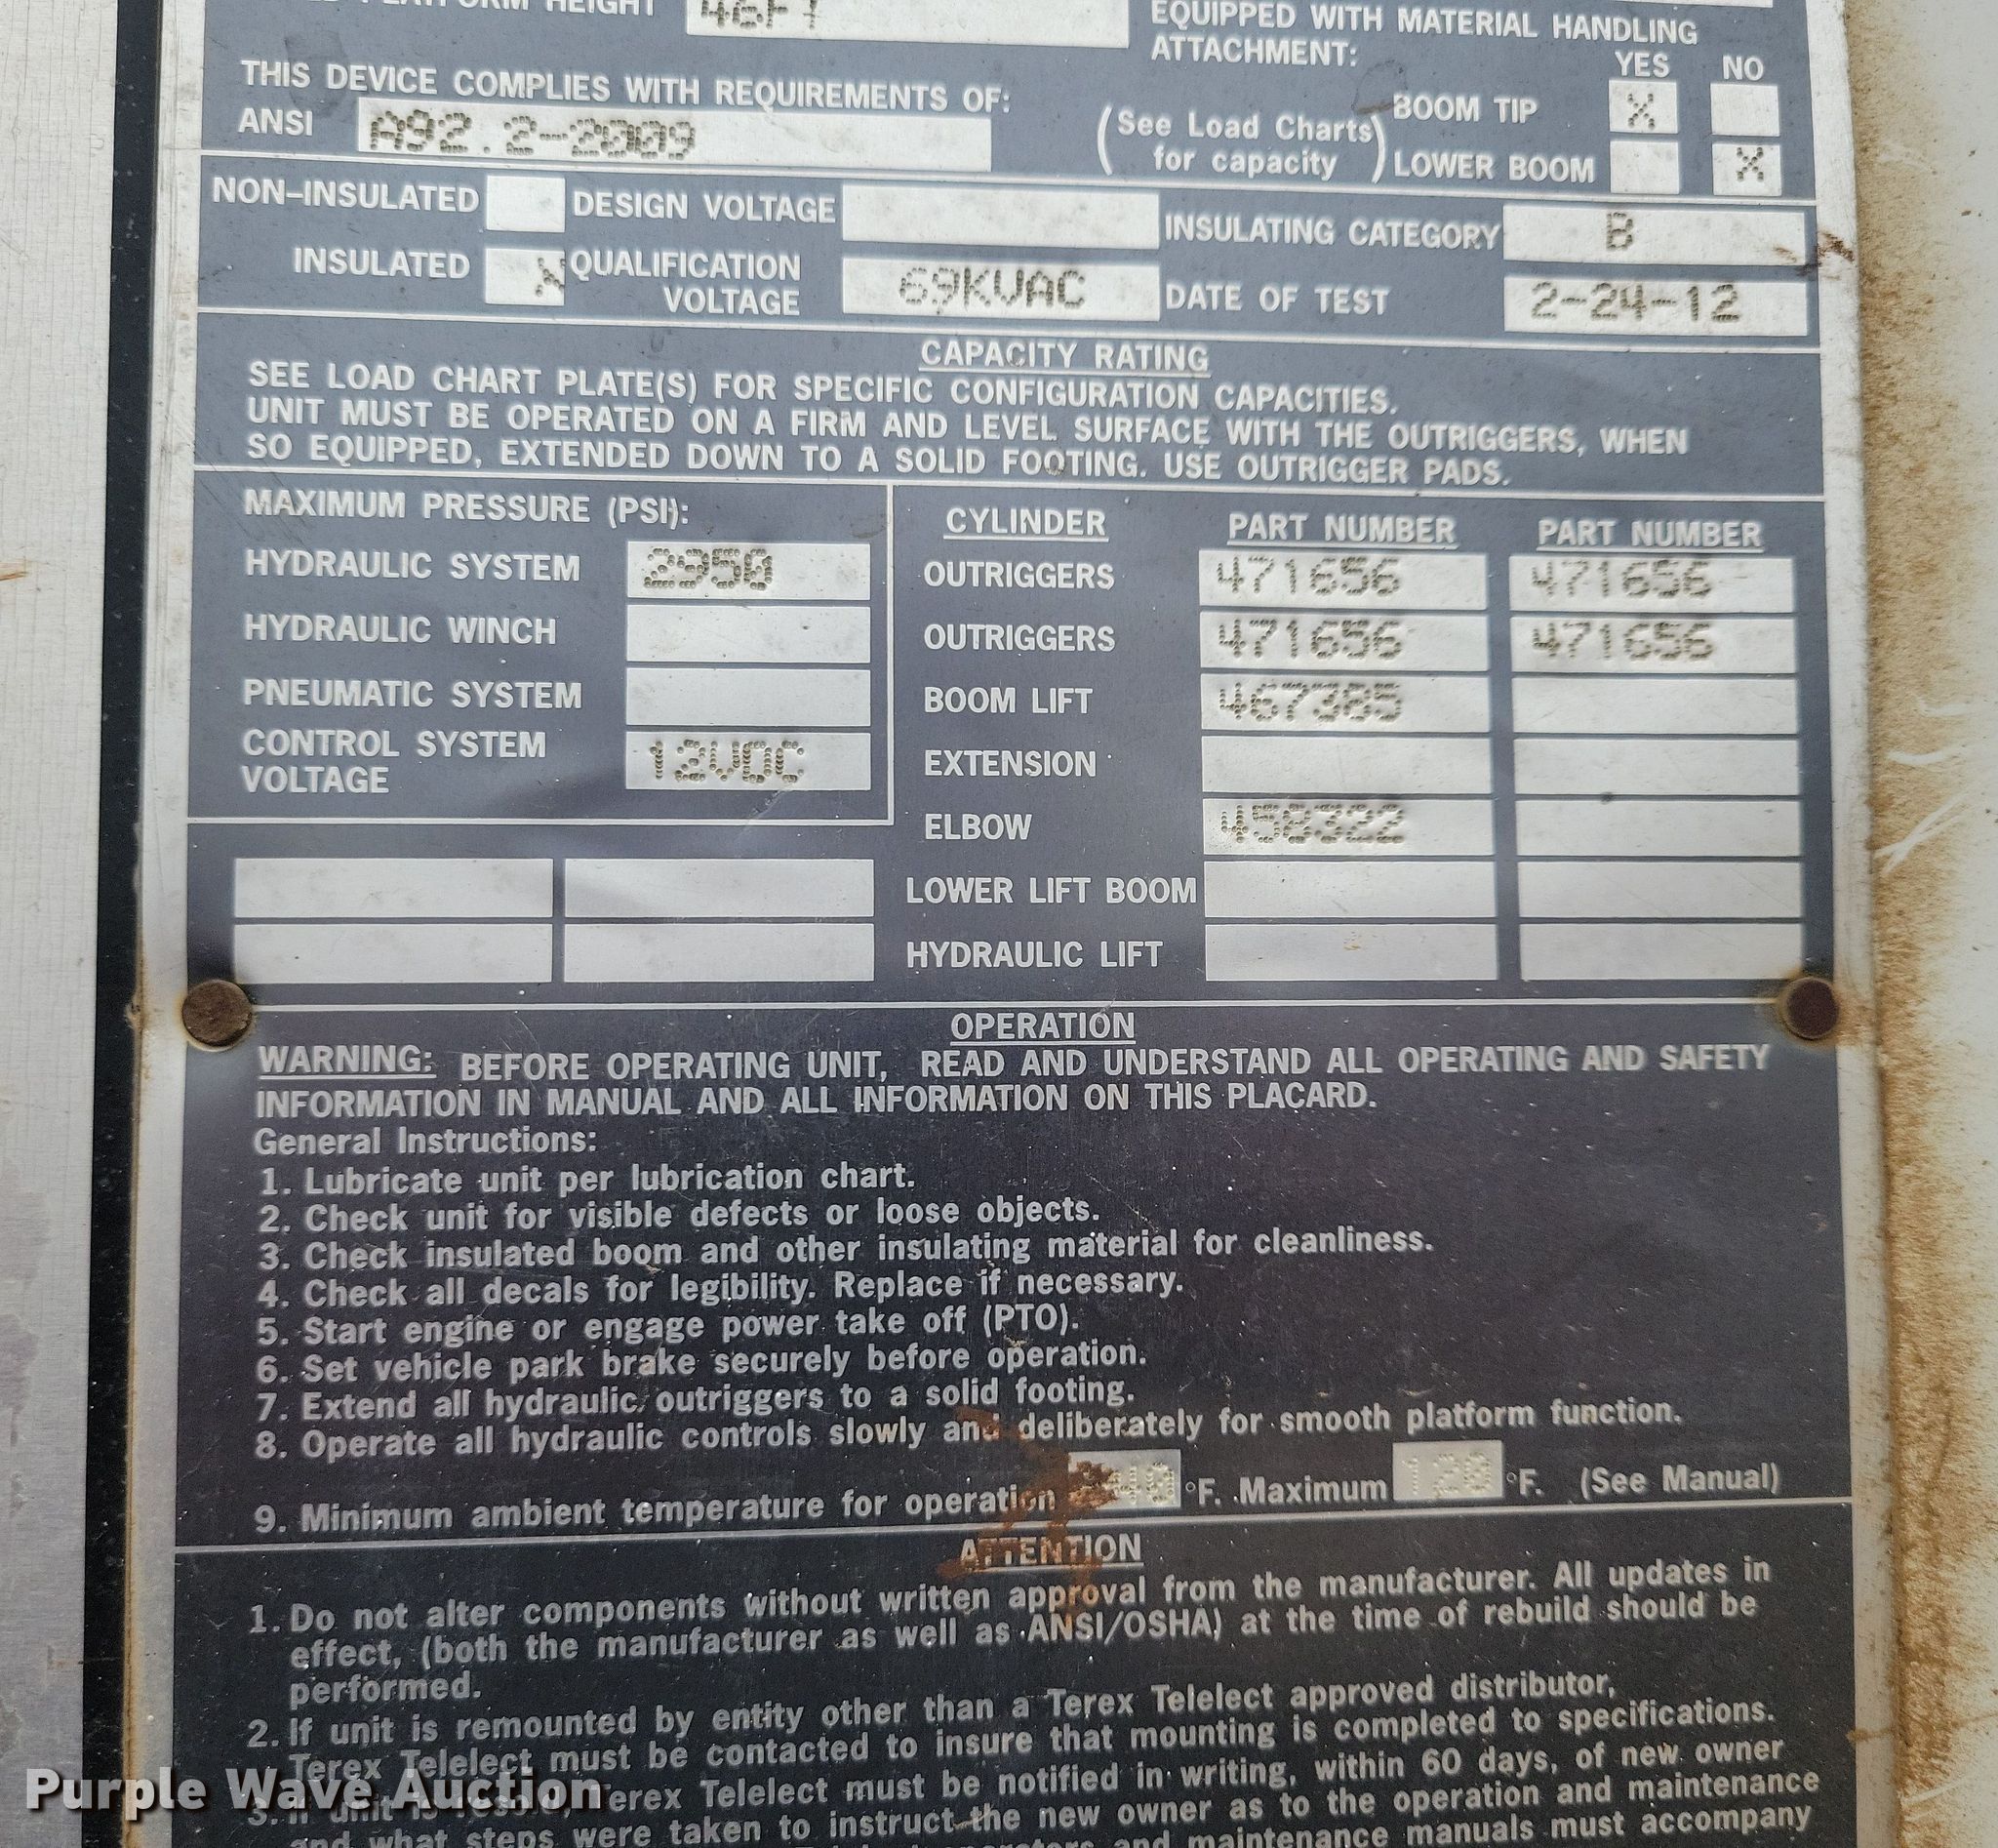 PLATFORM HEIGHT 46FT
EQUIPPED WITH MATERIAL HANDLING
ATTACHMENT:
YES NO
THIS DEVICE COMPLIES WITH REQUIREMENTS OF:
ANSI A92.2-2009
(See Load Charts for capacity)
BOOM TIP X
LOWER BOOM X
NON-INSULATED
DESIGN VOLTAGE
INSULATING CATEGORY B
INSULATED X
QUALIFICATION VOLTAGE 69KVAC
DATE OF TEST 2-24-12
CAPACITY RATING
SEE LOAD CHART PLATE(S) FOR SPECIFIC CONFIGURATION CAPACITIES.
UNIT MUST BE OPERATED ON A FIRM AND LEVEL SURFACE WITH THE OUTRIGGERS, WHEN
SO EQUIPPED, EXTENDED DOWN TO A SOLID FOOTING. USE OUTRIGGER PADS.
MAXIMUM PRESSURE (PSI):
HYDRAULIC SYSTEM 2950
HYDRAULIC WINCH
PNEUMATIC SYSTEM
CONTROL SYSTEM
VOLTAGE 12VDC
CYLINDER PART NUMBER PART NUMBER
OUTRIGGERS 471656 471656
OUTRIGGERS 471656 471656
BOOM LIFT 467385
EXTENSION
ELBOW 458322
LOWER LIFT BOOM
HYDRAULIC LIFT
OPERATION
WARNING: BEFORE OPERATING UNIT, READ AND UNDERSTAND ALL OPERATING AND SAFETY
INFORMATION IN MANUAL AND ALL INFORMATION ON THIS PLACARD.
General Instructions:
1. Lubricate unit per lubrication chart.
2. Check unit for visible defects or loose objects.
3. Check insulated boom and other insulating material for cleanliness.
4. Check all decals for legibility. Replace if necessary.
5. Start engine or engage power take off (PTO).
6. Set vehicle park brake securely before operation.
7. Extend all hydraulic outriggers to a solid footing.
8. Operate all hydraulic controls slowly and deliberately for smooth platform function.
9. Minimum ambient temperature for operation -40 °F. Maximum 120 °F. (See Manual)
ATTENTION
1. Do not alter components without written approval from the manufacturer. All updates in
effect, (both the manufacturer as well as ANSI/OSHA) at the time of rebuild should be
performed.
2. If unit is remounted by entity other than a Terex Telelect approved distributor,
Terex Telelect must be contacted to insure that mounting is completed to specifications.
3. If unit is Terex Telelect must be notified in writing, within 60 days, of new owner
and what steps were taken to instruct the new owner as to the operation and maintenance
and maintenance manuals must accompany
Purple Wave Auction